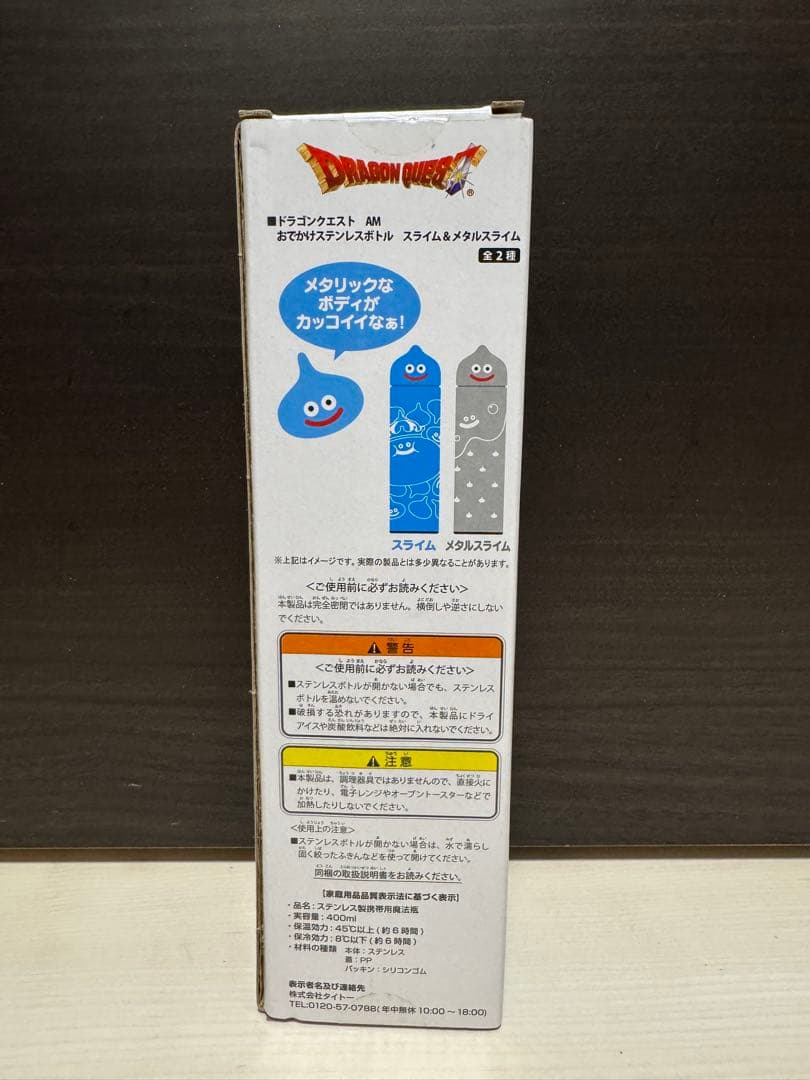 DRAGON QUEST®
■ドラゴンクエスト AM
おでかけステンレスボトル スライム＆メタルスライム
全2種
メタリックな
ボディが
カッコイイなぁ!
スライム メタルスライム
※上記はイメージです。実際の製品とは多少異なることがあります。
＜ご使用前に必ずお読みください＞
本製品は完全密閉ではありません。横倒しや逆さにしない
でください。
警告
＜ご使用前に必ずお読みください＞
■ステンレスボトルが開かない場合でも、ステンレス
ボトルを温めないでください。
■破損する恐れがありますので、本製品にドライ
アイスや炭酸飲料などは絶対に入れないでください。
注意
■本製品は、調理器具ではありませんので、直接火に
かけたり、電子レンジやオーブントースターなどで
加熱したりしないでください。
＜使用上の注意＞
■ステンレスボトルが開かない場合は、水で濡らし
固く絞ったふきんなどを使って開けてください。
同梱の取扱説明書をお読みください。
【家庭用品品質表示法に基づく表示】
・品名：ステンレス製携帯用魔法瓶
・実容量：400ml
・保温効力：45℃以上（約6時間）
・保冷効力：8℃以下（約6時間）
・材料の種類 本体：ステンレス
蓋：PP
パッキン：シリコンゴム
表示者名及び連絡先
株式会社タイトー
TEL:0120-57-0788(年中無休10:00～18:00)